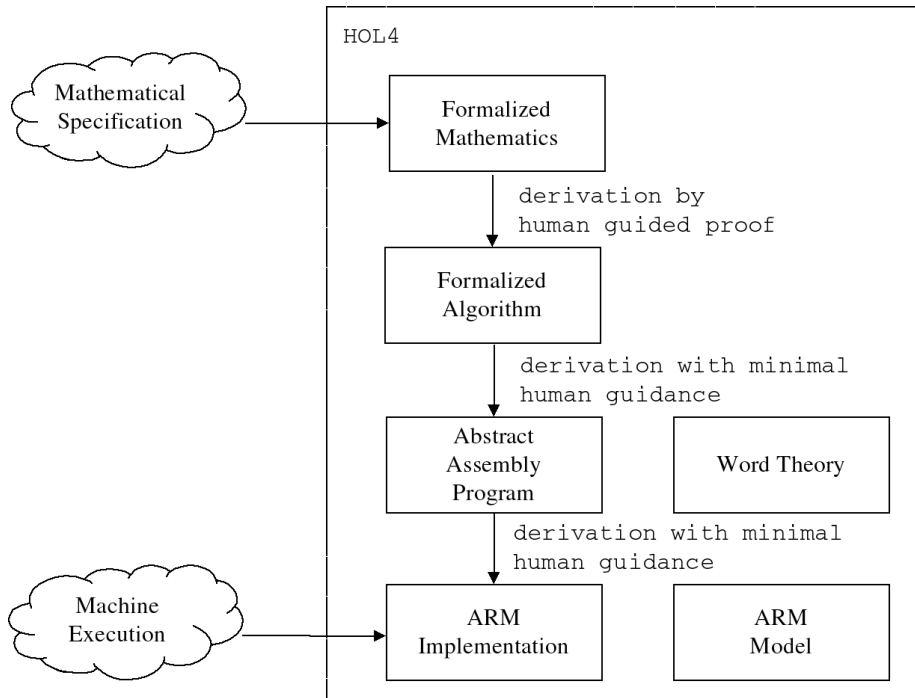 HOL4
Mathematical
Specification
Formalized
Mathematics
derivation by
human guided proof
Formalized
Algorithm
derivation with minimal
human guidance
Abstract
Assembly
Program
Word Theory
derivation with minimal
human guidance
Machine
Execution
ARM
Implementation
ARM
Model